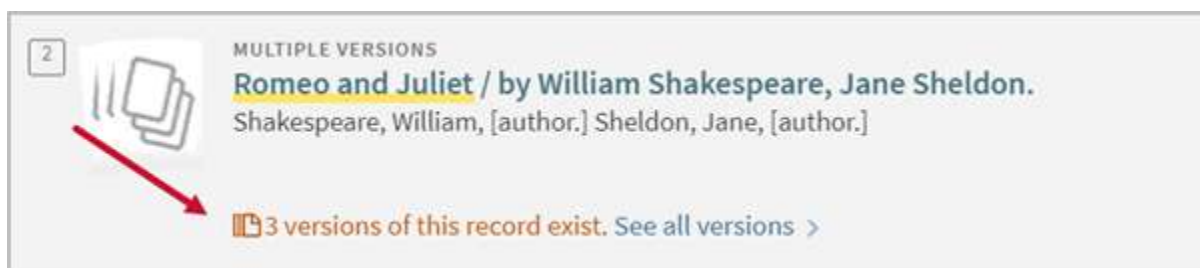 2
MULTIPLE VERSIONS
Romeo and Juliet / by William Shakespeare, Jane Sheldon.
Shakespeare, William, [author.] Sheldon, Jane, [author.]
3 versions of this record exist. See all versions >